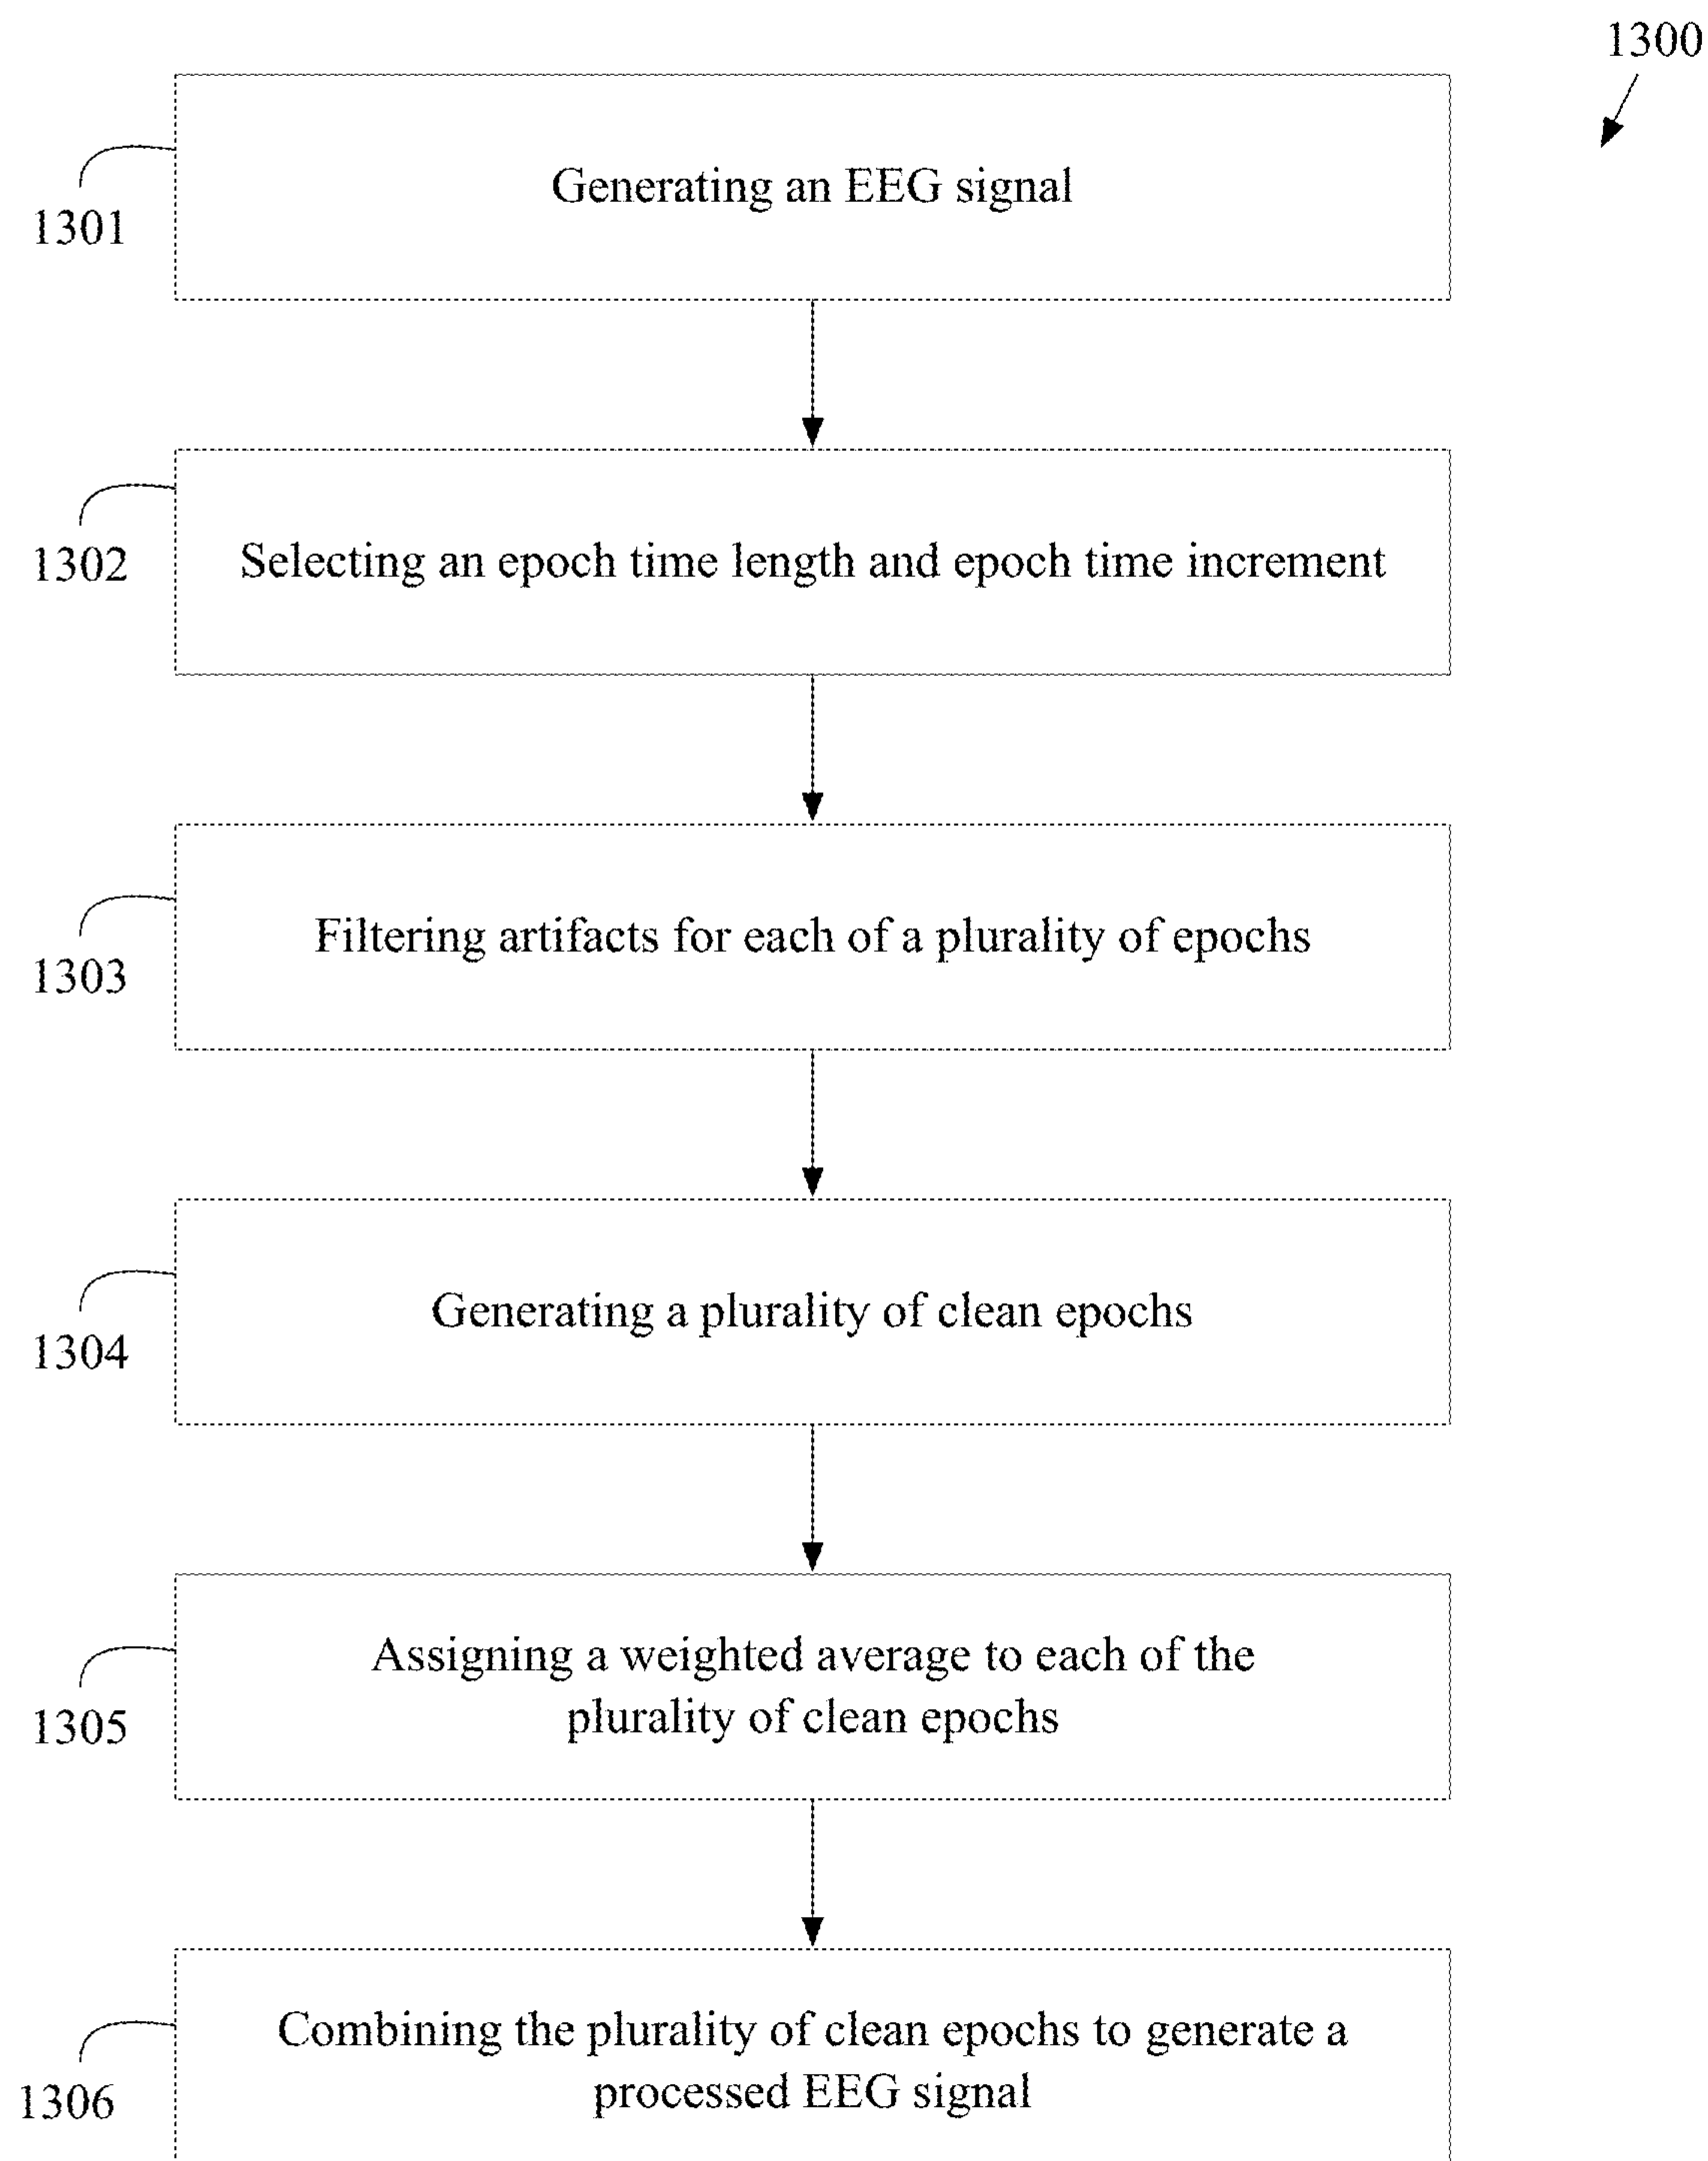 1300
Generating an EEG signal
1301
Selecting an epoch time length and epoch time increment
1302
Filtering artifacts for each of a plurality of epochs
1303
Generating a plurality of clean epochs
1304
Assigning a weighted average to each of the
plurality of clean epochs
1305
Combining the plurality of clean epochs to generate a
processed EEG signal
1306